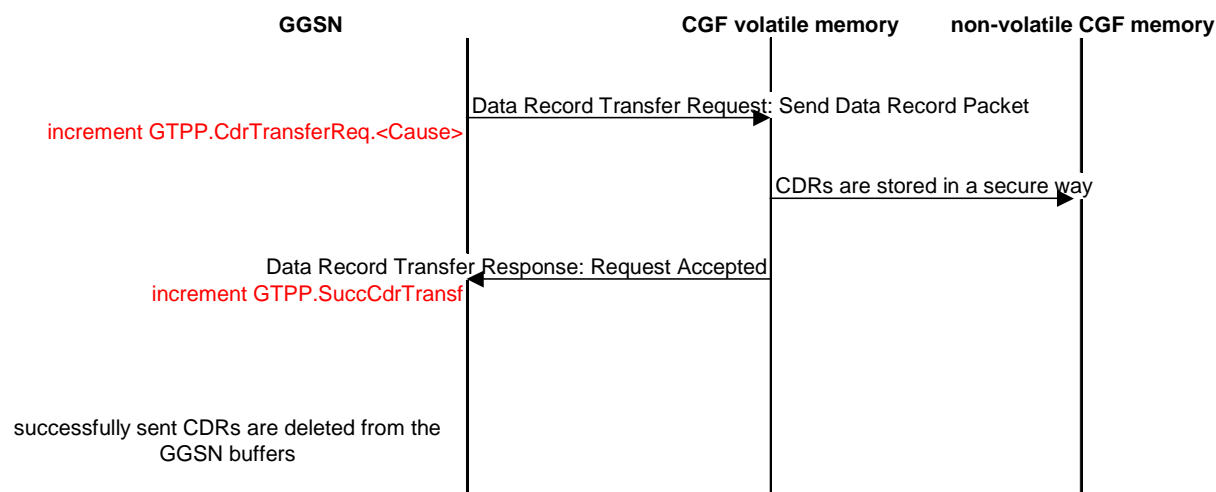 GGSN
CGF volatile memory
non-volatile CGF memory
Data Record Transfer Request: Send Data Record Packet
increment GTPP.CdrTransferReq.<Cause>
CDRs are stored in a secure way
Data Record Transfer Response: Request Accepted
increment GTPP.SuccCdrTransf
successfully sent CDRs are deleted from the
GGSN buffers